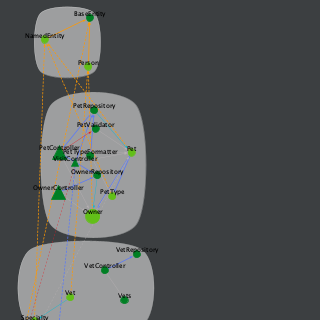 BaseEntity
NamedEntity
Person
PetRepository
PetValidator
PetController
PetTypeFormatter
Pet
VisitController
OwnerRepository
OwnerController
PetType
Owner
VetRepository
VetController
Vet
Vets
Specialty